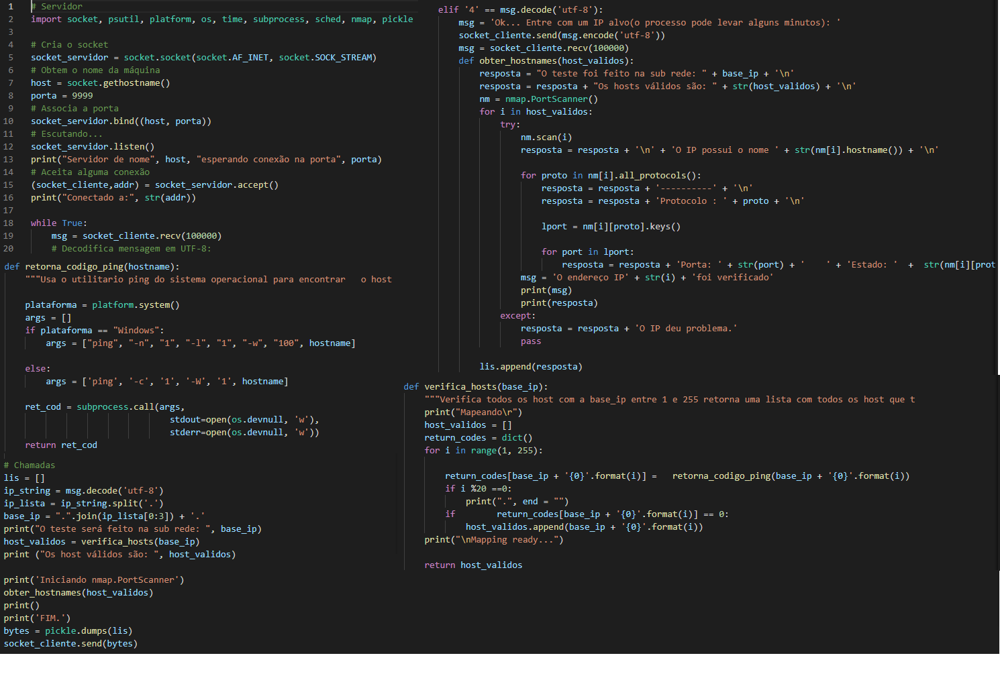 1 # Servidor
2 import socket, psutil, platform, os, time, subprocess, sched, nmap, pickle
3
4 # Cria o socket
5 socket_servidor = socket.socket(socket.AF_INET, socket.SOCK_STREAM)
6 # Obtem o nome da máquina
7 host = socket.gethostname()
8 porta = 9999
9 # Associa a porta
10 socket_servidor.bind((host, porta))
11 # Escutando...
12 socket_servidor.listen()
13 print("Servidor de nome", host, "esperando conexão na porta", porta)
14 # Aceita alguma conexão
15 (socket_cliente,addr) = socket_servidor.accept()
16 print("Conectado a:", str(addr))
17
18 while True:
19     msg = socket_cliente.recv(100000)
20     # Decodifica mensagem em UTF-8:
def retorna_codigo_ping(hostname):
    """Usa o utilitario ping do sistema operacional para encontrar   o host

    plataforma = platform.system()
    args = []
    if plataforma == "Windows":
        args = ["ping", "-n", "1", "-l", "1", "-w", "100", hostname]

    else:
        args = ['ping', '-c', '1', '-W', '1', hostname]

    ret_cod = subprocess.call(args,
                            stdout=open(os.devnull, 'w'),
                            stderr=open(os.devnull, 'w'))
    return ret_cod
# Chamadas
lis = []
ip_string = msg.decode('utf-8')
ip_lista = ip_string.split('.')
base_ip = ".".join(ip_lista[0:3]) + '.'
print("O teste será feito na sub rede: ", base_ip)
host_validos = verifica_hosts(base_ip)
print ("Os host válidos são: ", host_validos)

print('Iniciando nmap.PortScanner')
obter_hostnames(host_validos)
print()
print('FIM.')
bytes = pickle.dumps(lis)
socket_cliente.send(bytes)
elif '4' == msg.decode('utf-8'):
    msg = 'Ok... Entre com um IP alvo(o processo pode levar alguns minutos): '
    socket_cliente.send(msg.encode('utf-8'))
    msg = socket_cliente.recv(100000)
    def obter_hostnames(host_validos):
        resposta = "O teste foi feito na sub rede: " + base_ip + '\n'
        resposta = resposta + "Os hosts válidos são: " + str(host_validos) + '\n'
        nm = nmap.PortScanner()
        for i in host_validos:
            try:
                nm.scan(i)
                resposta = resposta + '\n' + 'O IP possui o nome ' + str(nm[i].hostname()) + '\n'

                for proto in nm[i].all_protocols():
                    resposta = resposta + '----------' + '\n'
                    resposta = resposta + 'Protocolo : ' + proto + '\n'

                    lport = nm[i][proto].keys()

                    for port in lport:
                        resposta = resposta + 'Porta: ' + str(port) + '    ' + 'Estado: '  +  str(nm[i][prot
                msg = 'O endereço IP' + str(i) + 'foi verificado'
                print(msg)
                print(resposta)
            except:
                resposta = resposta + 'O IP deu problema.'
                pass

        lis.append(resposta)
def verifica_hosts(base_ip):
    """Verifica todos os host com a base_ip entre 1 e 255 retorna uma lista com todos os host que t
    print("Mapeando\r")
    host_validos = []
    return_codes = dict()
    for i in range(1, 255):

        return_codes[base_ip + '{0}'.format(i)] =   retorna_codigo_ping(base_ip + '{0}'.format(i))
        if i %20 ==0:
            print(".", end = "")
        if        return_codes[base_ip + '{0}'.format(i)] == 0:
            host_validos.append(base_ip + '{0}'.format(i))
    print("\nMapping ready...")

    return host_validos